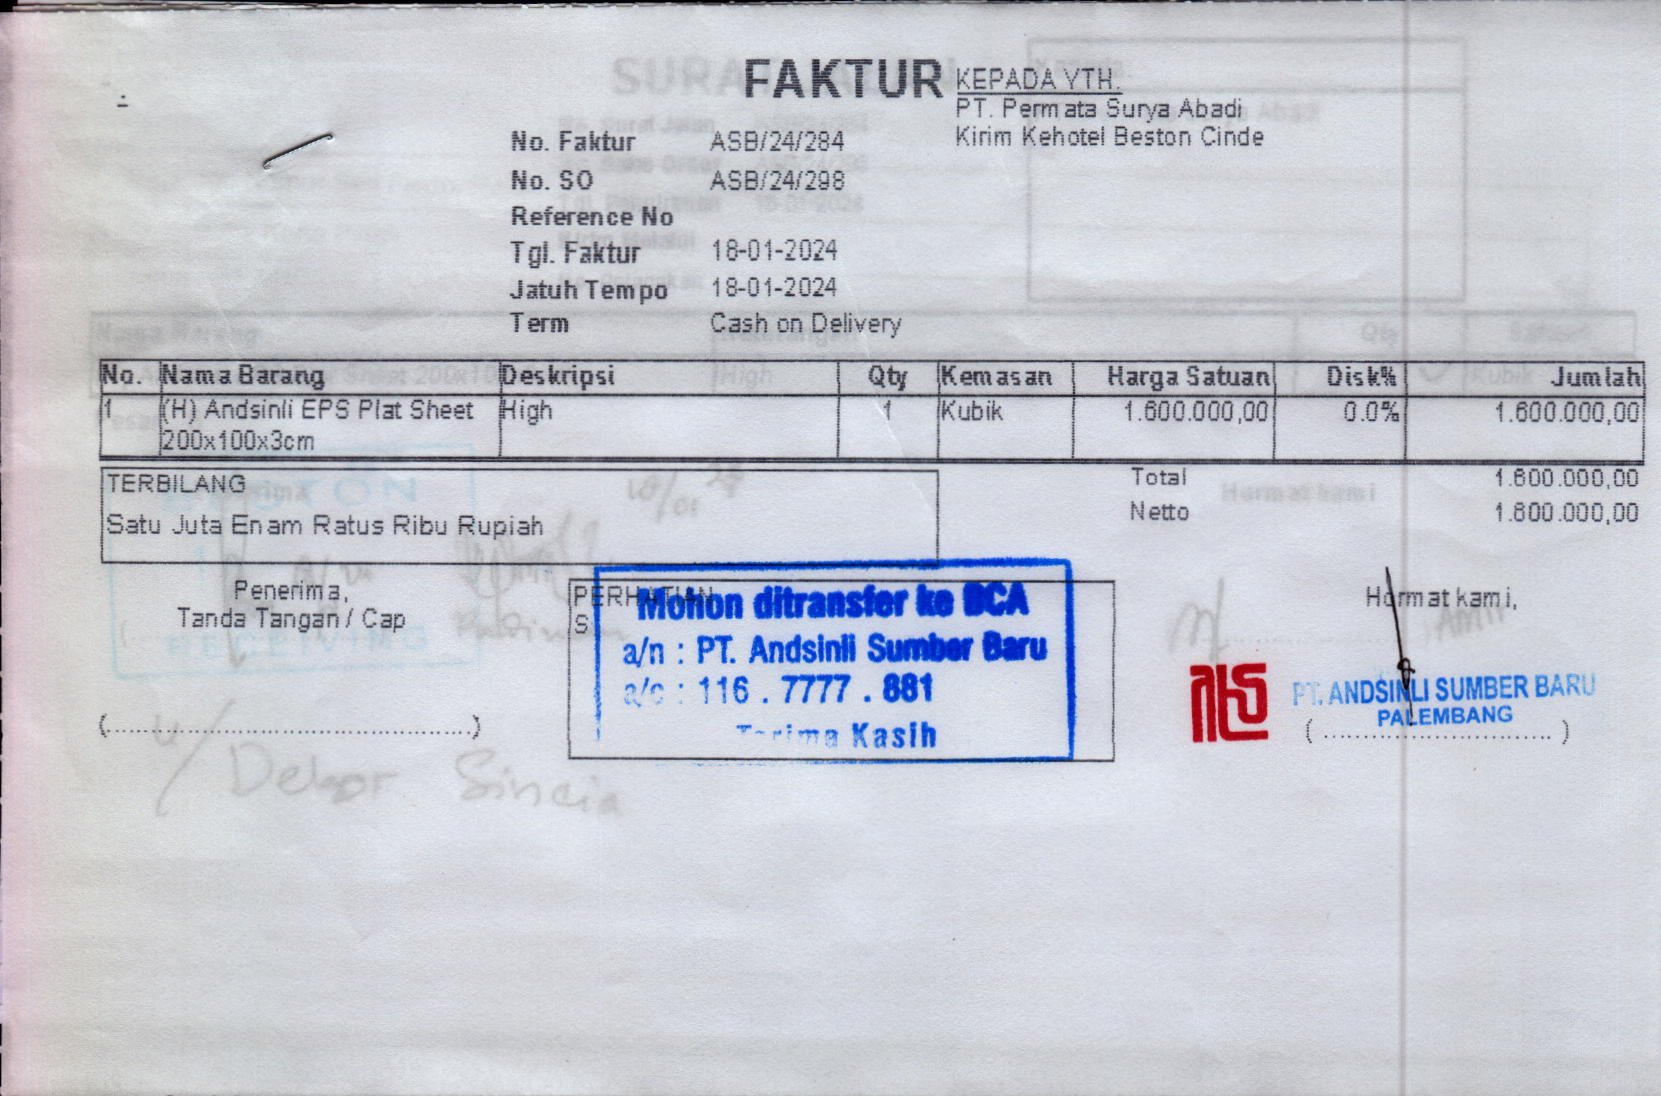 FAKTUR
KEPADA YTH.
PT. Permata Surya Abadi
Kirim Kehotel Beston Cinde
No. Faktur ASB/24/284
No. SO ASB/24/298
Reference No
Tgl. Faktur 18-01-2024
Jatuh Tempo 18-01-2024
Term Cash on Delivery
No. Nama Barang Deskripsi Qty Kemasan Harga Satuan Disk% Jumlah
1 (H) Andsinli EPS Plat Sheet High 1 Kubik 1.600.000,00 0.0% 1.600.000,00
200x100x3cm
TERBILANG
Satu Juta Enam Ratus Ribu Rupiah
Total 1.600.000,00
Netto 1.600.000,00
Penerima,
Tanda Tangan / Cap
(......................................................)
PERHATIAN
S
Mohon ditransfer ke BCA
a/n : PT. Andsinli Sumber Baru
a/c : 116 . 7777 . 881
Terima Kasih
Hormat kami,
PT. ANDSINLI SUMBER BARU
PALEMBANG
( .................................. )
u/ Dekor Sincia